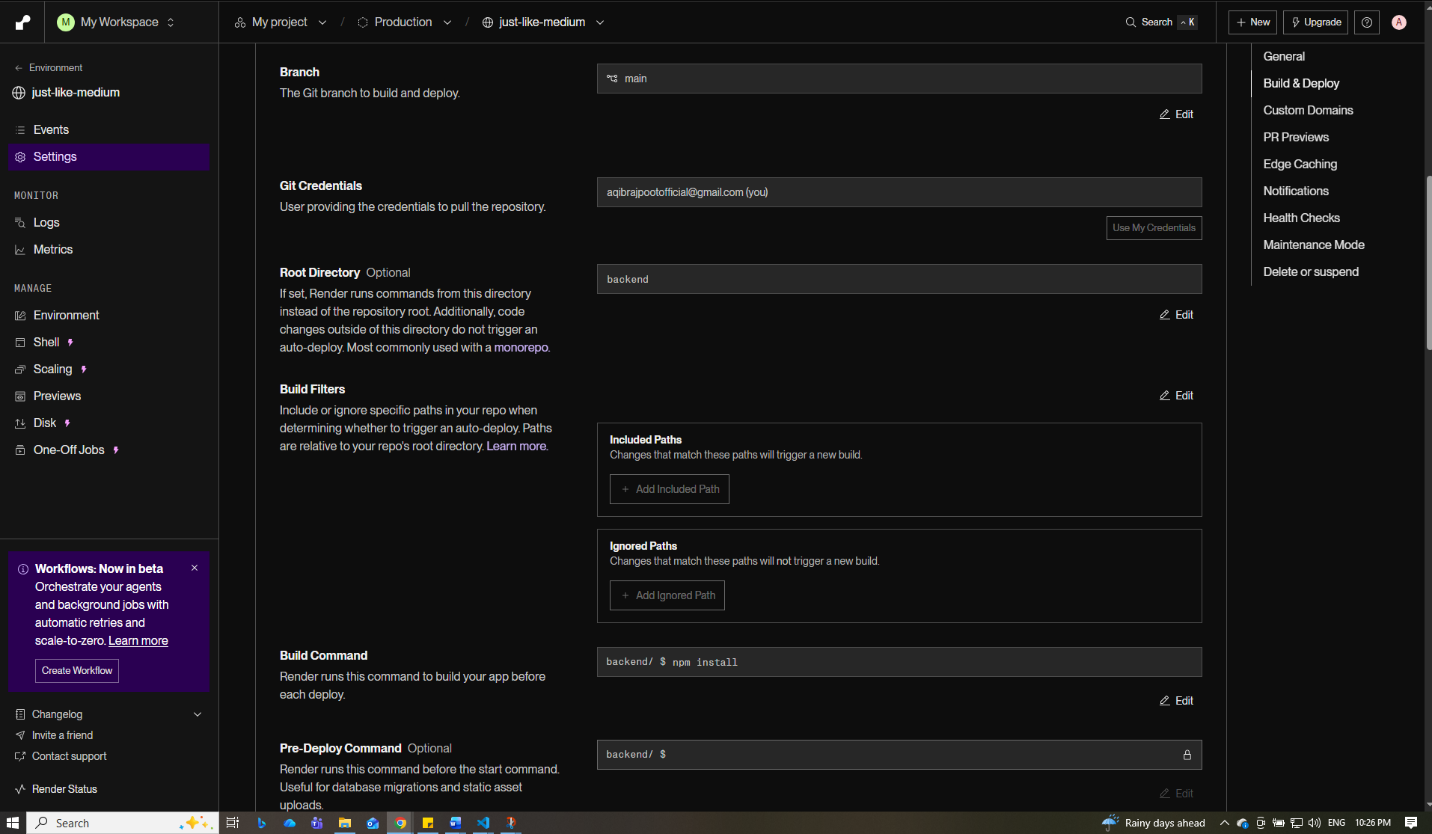 M My Workspace
My project / Production / just-like-medium
Search ^ K
+ New
Upgrade
A
← Environment
just-like-medium
Events
Settings
MONITOR
Logs
Metrics
MANAGE
Environment
Shell
Scaling
Previews
Disk
One-Off Jobs
Workflows: Now in beta
Orchestrate your agents
and background jobs with
automatic retries and
scale-to-zero. Learn more
Create Workflow
Changelog
Invite a friend
Contact support
Render Status
Branch
The Git branch to build and deploy.
main
Edit
Git Credentials
User providing the credentials to pull the repository.
aqibrajpootofficial@gmail.com (you)
Use My Credentials
Root Directory Optional
If set, Render runs commands from this directory
instead of the repository root. Additionally, code
changes outside of this directory do not trigger an
auto-deploy. Most commonly used with a monorepo.
backend
Edit
Build Filters
Include or ignore specific paths in your repo when
determining whether to trigger an auto-deploy. Paths
are relative to your repo's root directory. Learn more.
Edit
Included Paths
Changes that match these paths will trigger a new build.
+ Add Included Path
Ignored Paths
Changes that match these paths will not trigger a new build.
+ Add Ignored Path
Build Command
Render runs this command to build your app before
each deploy.
backend/ $ npm install
Edit
Pre-Deploy Command Optional
Render runs this command before the start command.
Useful for database migrations and static asset
uploads.
backend/ $
Edit
General
Build & Deploy
Custom Domains
PR Previews
Edge Caching
Notifications
Health Checks
Maintenance Mode
Delete or suspend
Search
Rainy days ahead
ENG
10:26 PM